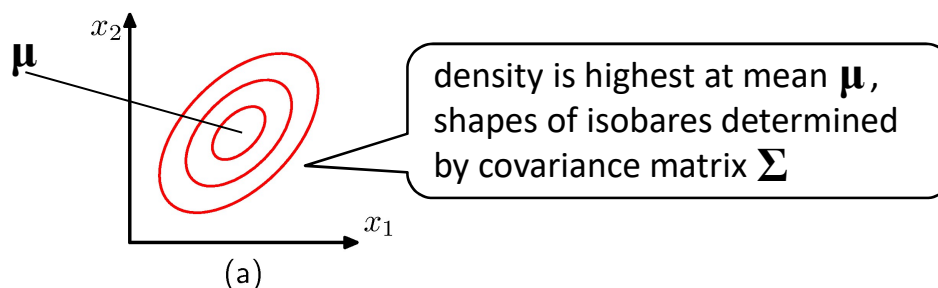 x₂
μ
density is highest at mean μ,
shapes of isobares determined
by covariance matrix Σ
x₁
(a)